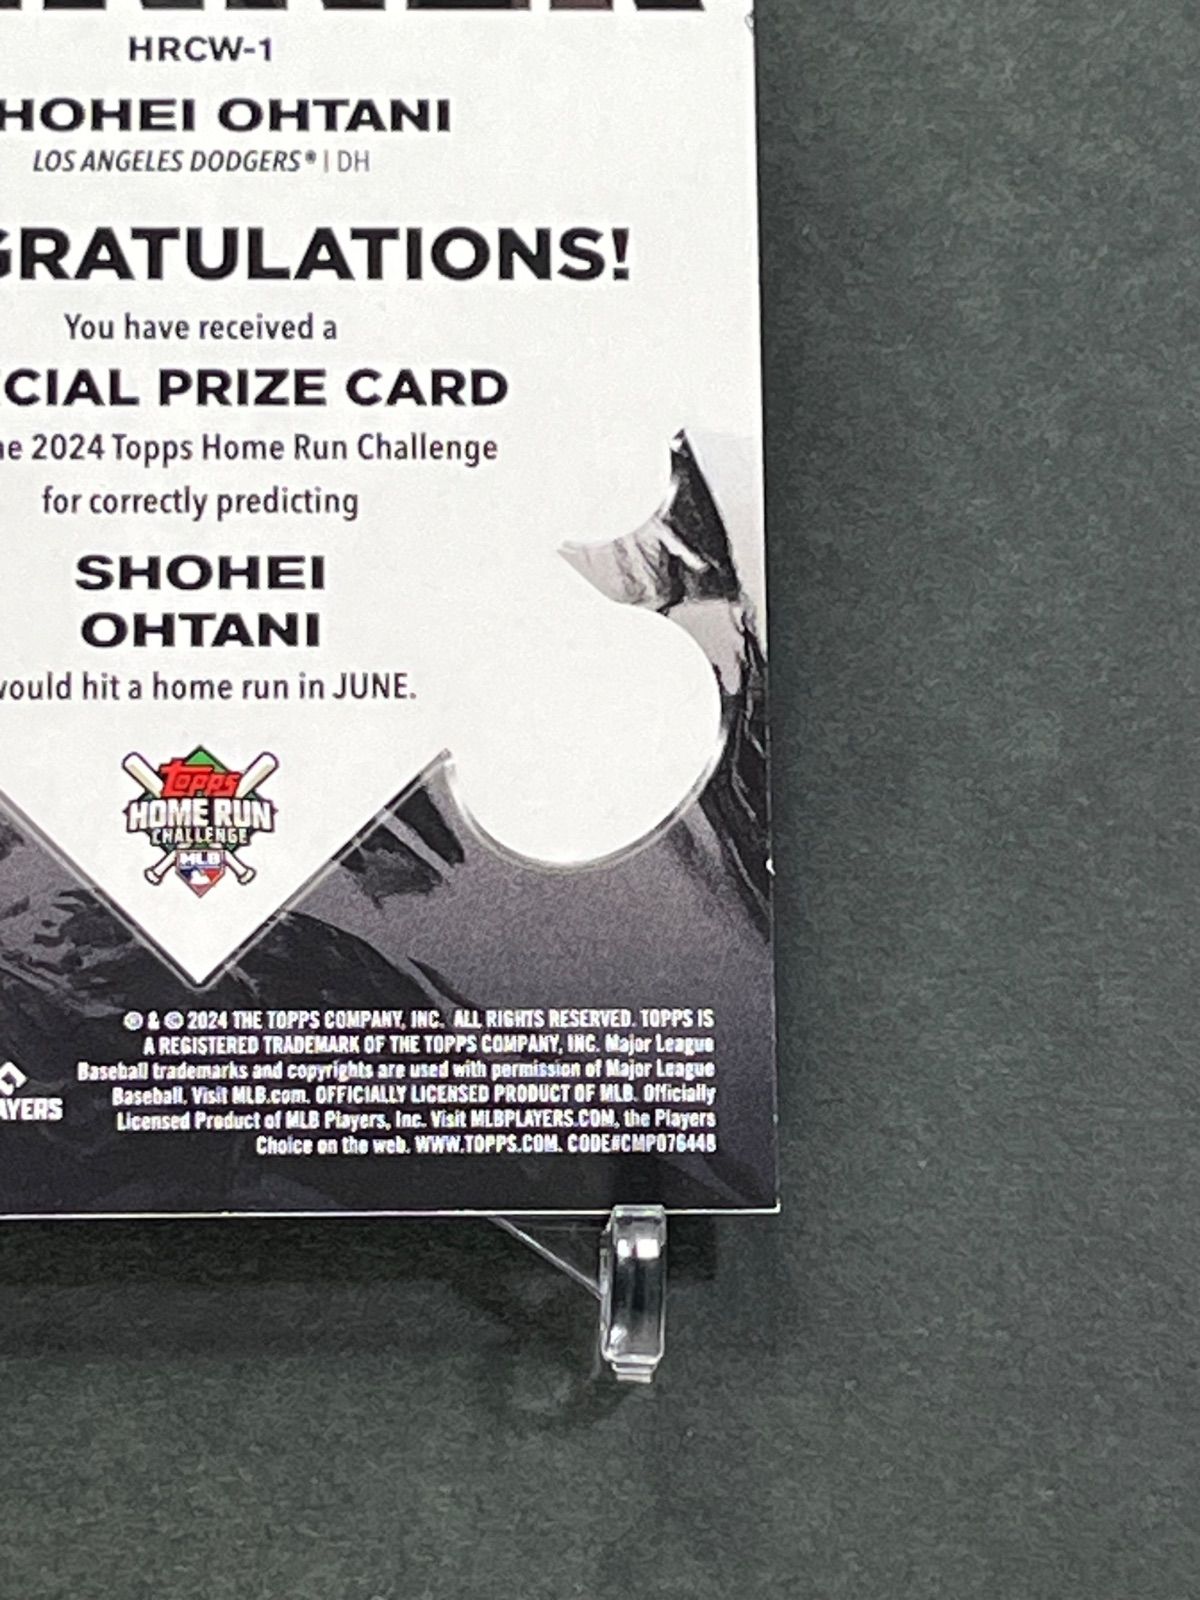 HRCW-1
HOHEI OHTANI
LOS ANGELES DODGERS® | DH
GRATULATIONS!
You have received a
CIAL PRIZE CARD
he 2024 Topps Home Run Challenge
for correctly predicting
SHOHEI
OHTANI
would hit a home run in JUNE.
topps
HOME RUN
CHALLENGE
MLB
® & © 2024 THE TOPPS COMPANY, INC. ALL RIGHTS RESERVED. TOPPS IS
A REGISTERED TRADEMARK OF THE TOPPS COMPANY, INC. Major League
Baseball trademarks and copyrights are used with permission of Major League
Baseball. Visit MLB.com. OFFICIALLY LICENSED PRODUCT OF MLB. Officially
AYERS Licensed Product of MLB Players, Inc. Visit MLBPLAYERS.COM, the Players
Choice on the web. WWW.TOPPS.COM. CODE#CMP076448